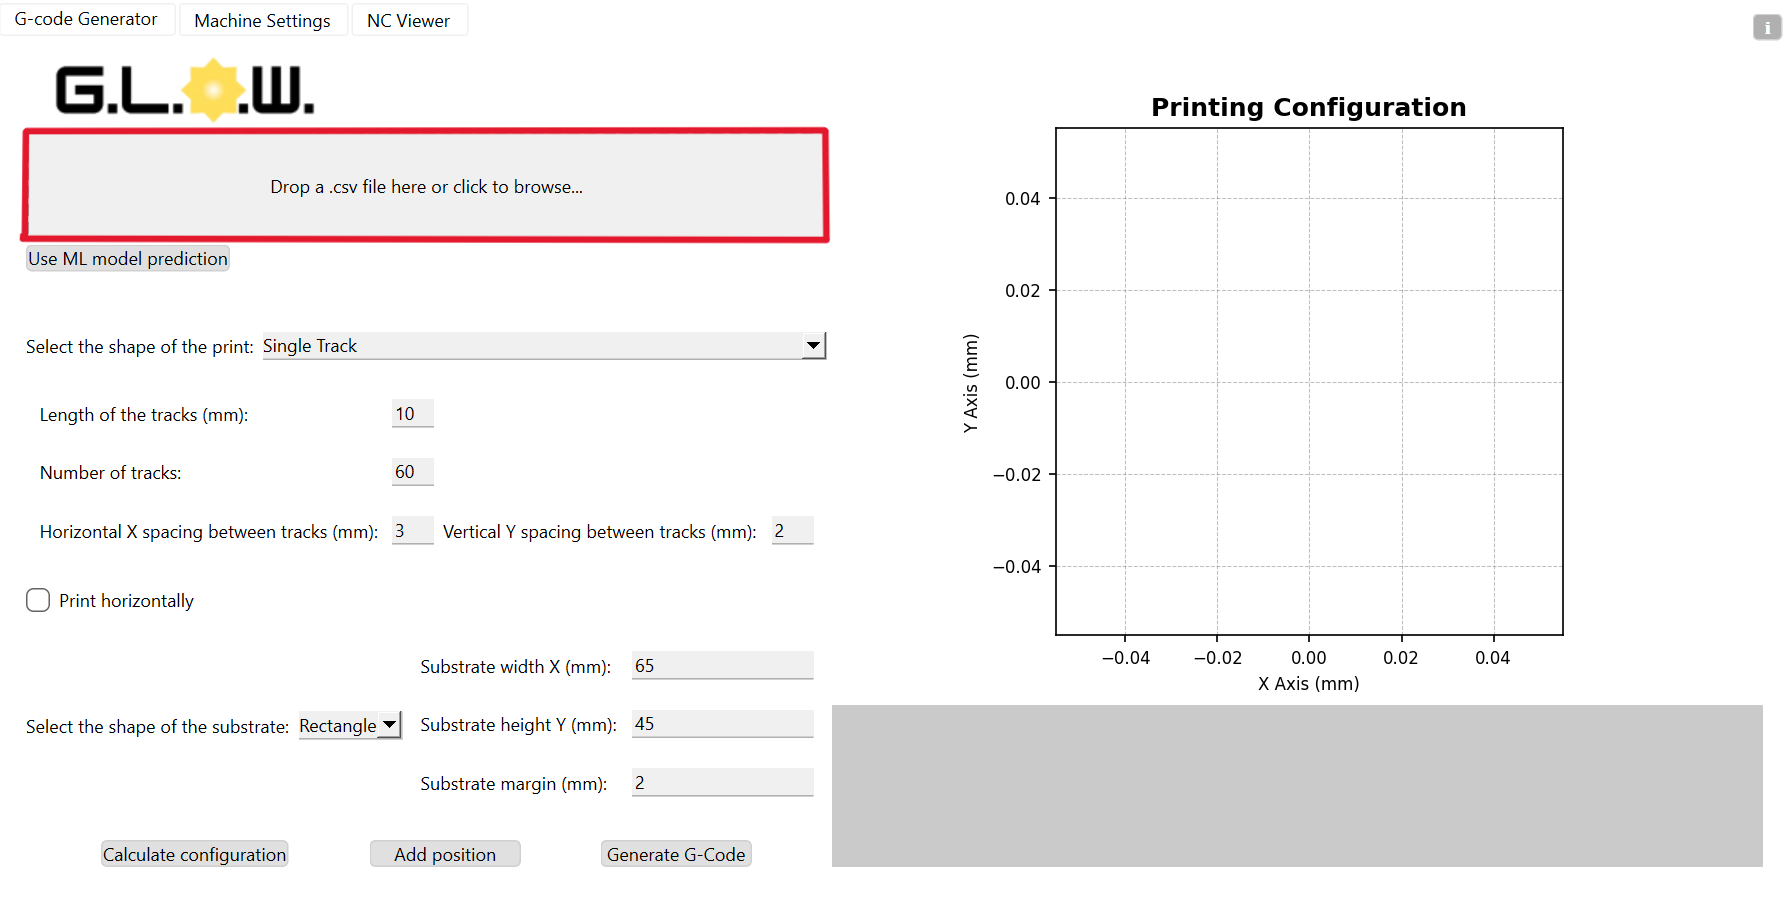 G-code Generator Machine Settings NC Viewer
i
G.L.O.W.
Drop a .csv file here or click to browse...
Use ML model prediction
Select the shape of the print: Single Track
Length of the tracks (mm): 10
Number of tracks: 60
Horizontal X spacing between tracks (mm): 3 Vertical Y spacing between tracks (mm): 2
Print horizontally
Substrate width X (mm): 65
Select the shape of the substrate: Rectangle
Substrate height Y (mm): 45
Substrate margin (mm): 2
Calculate configuration Add position Generate G-Code
Printing Configuration
Y Axis (mm)
0.04
0.02
0.00
−0.02
−0.04
−0.04 −0.02 0.00 0.02 0.04
X Axis (mm)